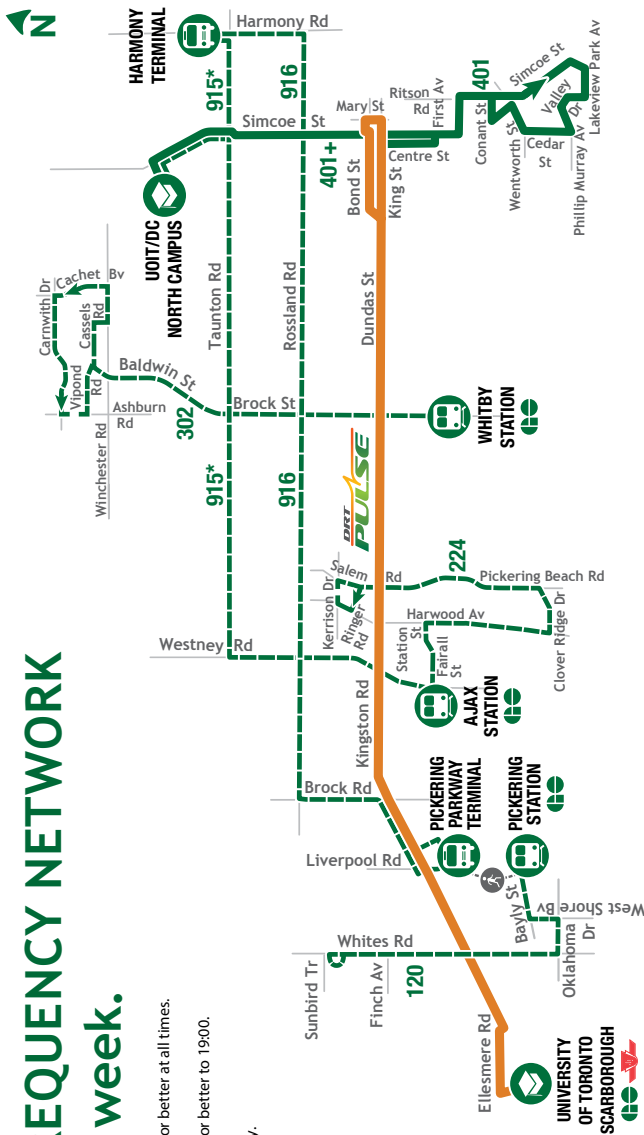 EQUENCY NETWORK
week.
or better at all times.
or better to 19:00.
y.
N
HARMONY
TERMINAL
Harmony Rd
915*
916
Mary St
Ritson
Rd
First Av
401
Simcoe St
Simcoe St
401+
Bond St
King St
Centre St
Conant St
Wentworth St
Valley
Dr
Cedar
St
Lakeview Park Av
Phillip Murray Av
UOIT/DC
NORTH CAMPUS
Carnwith Dr
Cachet Bv
Cassels
Rd
Vipond
Rd
Baldwin St
Ashburn
Rd
Winchester Rd
302
Taunton Rd
Rossland Rd
Dundas St
Brock St
WHITBY
STATION
GO
915*
916
DRT
PULSE
Salem Rd
Kerrison Dr
Ringer
Rd
224
Pickering Beach Rd
Harwood Av
Station
St
Fairall
St
Clover Ridge Dr
Westney Rd
AJAX
STATION
GO
Kingston Rd
Brock Rd
Liverpool Rd
PICKERING
PARKWAY
TERMINAL
PICKERING
STATION
GO
Bayly St
West Shore Bv
Whites Rd
Sunbird Tr
Finch Av
120
Oklahoma
Dr
Ellesmere Rd
UNIVERSITY
OF TORONTO
SCARBOROUGH
GO